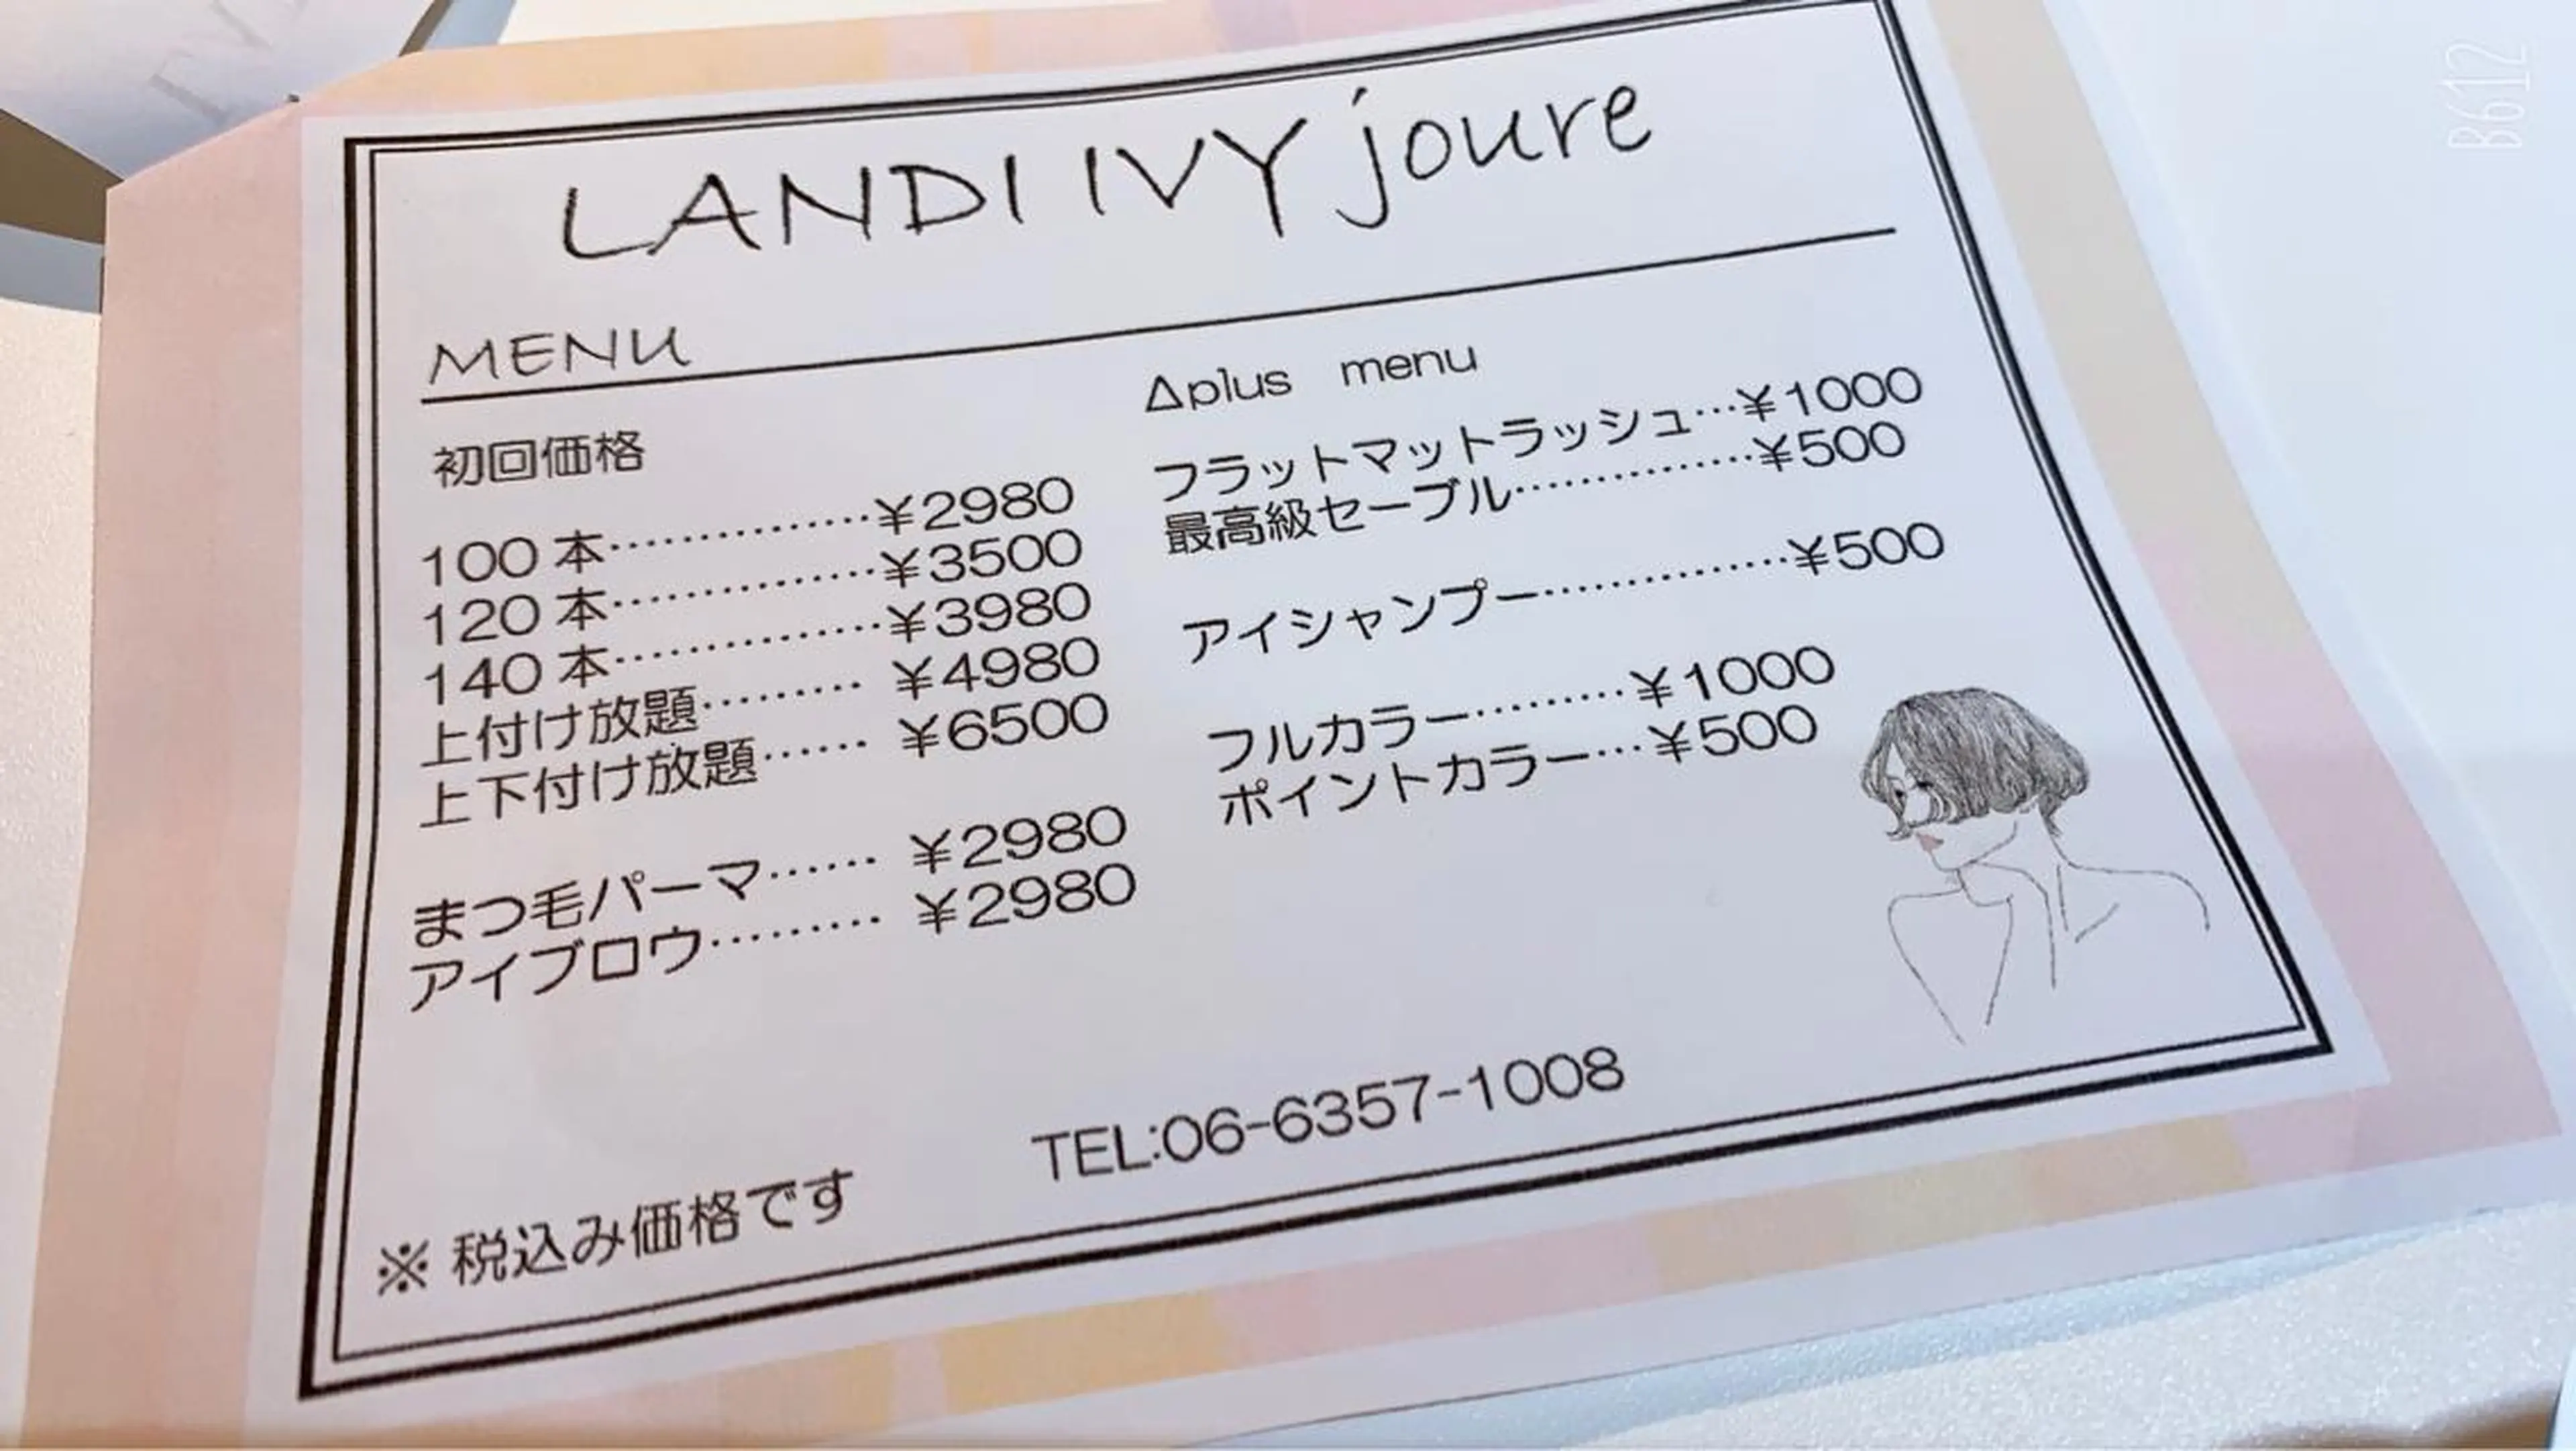 LANDI IVY joure
MENU
初回価格
100本……………¥2980
120本……………¥3500
140本……………¥3980
上付け放題……… ¥4980
上下付け放題…… ¥6500
まつ毛パーマ…… ¥2980
アイブロウ……… ¥2980
Δplus menu
フラットマットラッシュ…¥1000
最高級セーブル……………¥500
アイシャンプー……………¥500
フルカラー………¥1000
ポイントカラー…¥500
TEL:06-6357-1008
※ 税込み価格です
B612